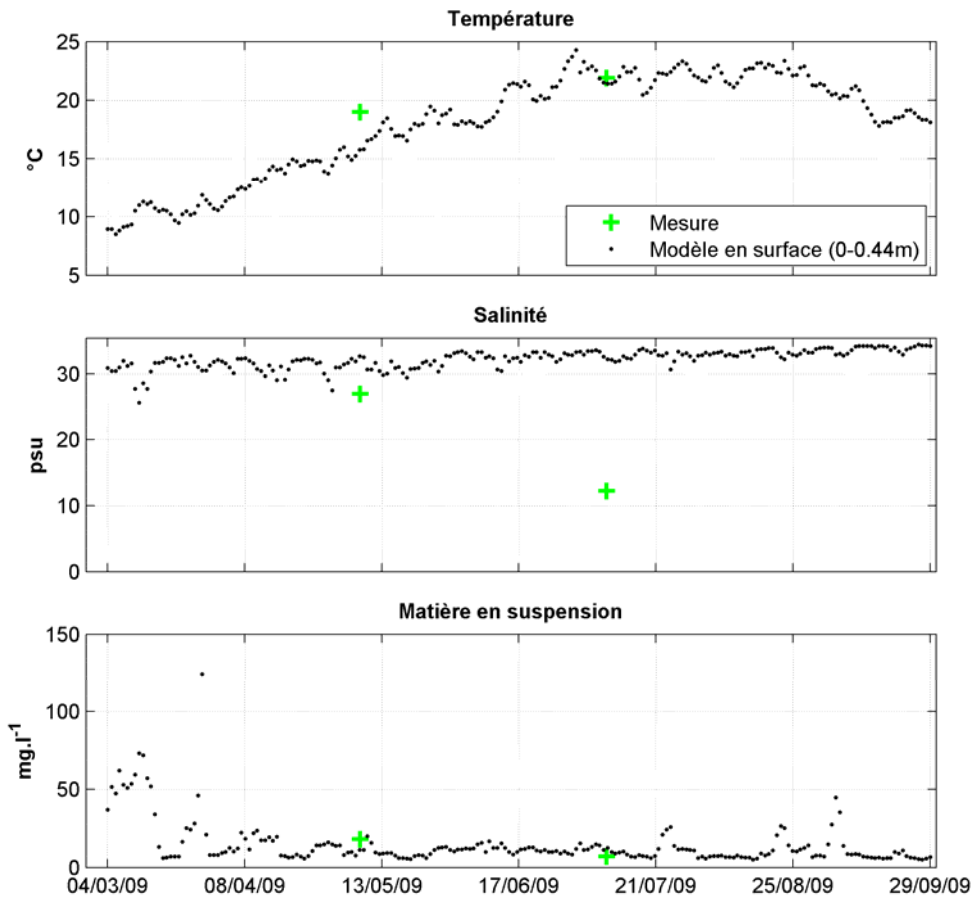 Température
25
20
15
10
5
°C
Mesure
Modèle en surface (0-0.44m)
Salinité
30
20
10
0
psu
Matière en suspension
150
100
50
0
mg.l-1
04/03/09 08/04/09 13/05/09 17/06/09 21/07/09 25/08/09 29/09/09